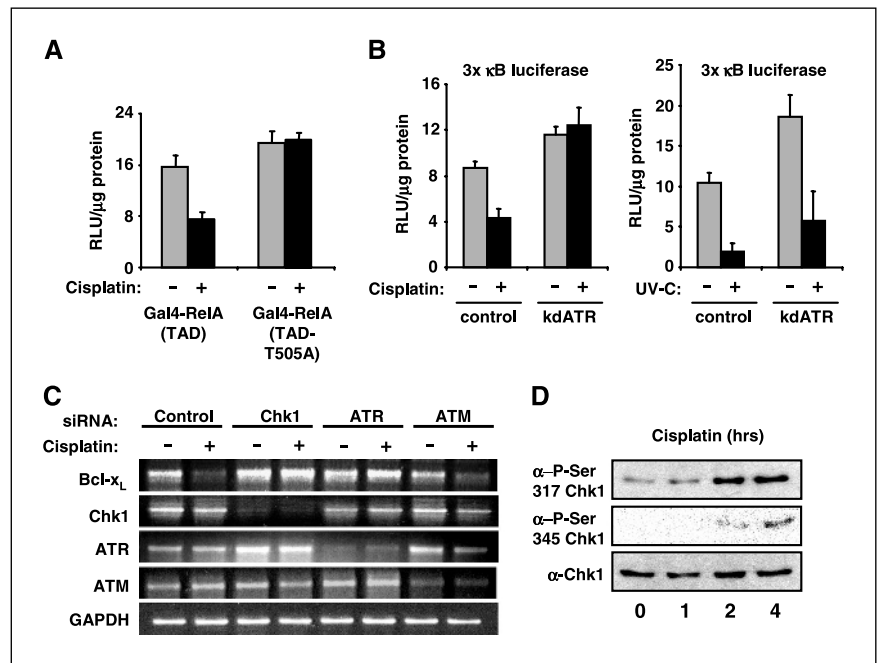 A
RLU/μg protein
24
16
8
0
Cisplatin: − + − +
Gal4-RelA (TAD)
Gal4-RelA (TAD-T505A)
B
3x κB luciferase
RLU/μg protein
16
12
8
4
0
Cisplatin: − + − +
control kdATR
3x κB luciferase
RLU/μg protein
25
20
15
10
5
0
UV-C: − + − +
control kdATR
C
siRNA: Control Chk1 ATR ATM
Cisplatin: − + − + − + − +
Bcl-xL
Chk1
ATR
ATM
GAPDH
D
Cisplatin (hrs)
α–P-Ser
317 Chk1
α–P-Ser
345 Chk1
α-Chk1
0 1 2 4